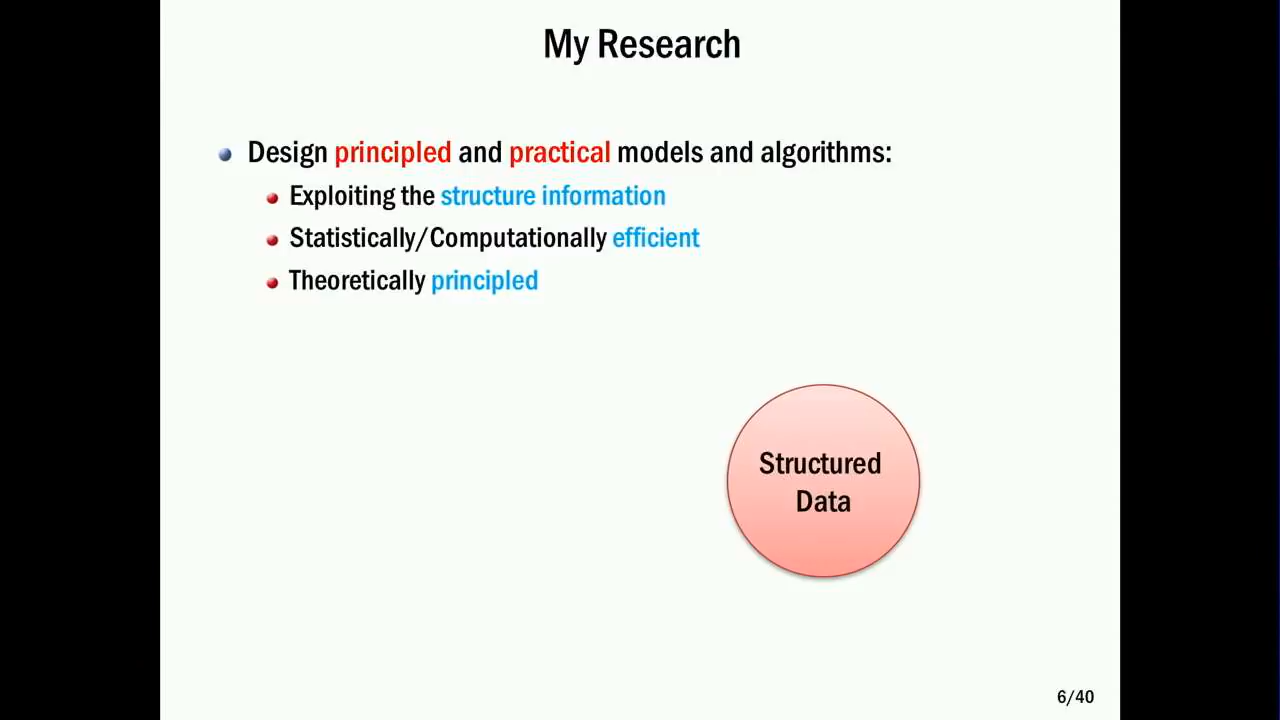 My Research
Design principled and practical models and algorithms:
Exploiting the structure information
Statistically/Computationally efficient
Theoretically principled
Structured
Data
6/40